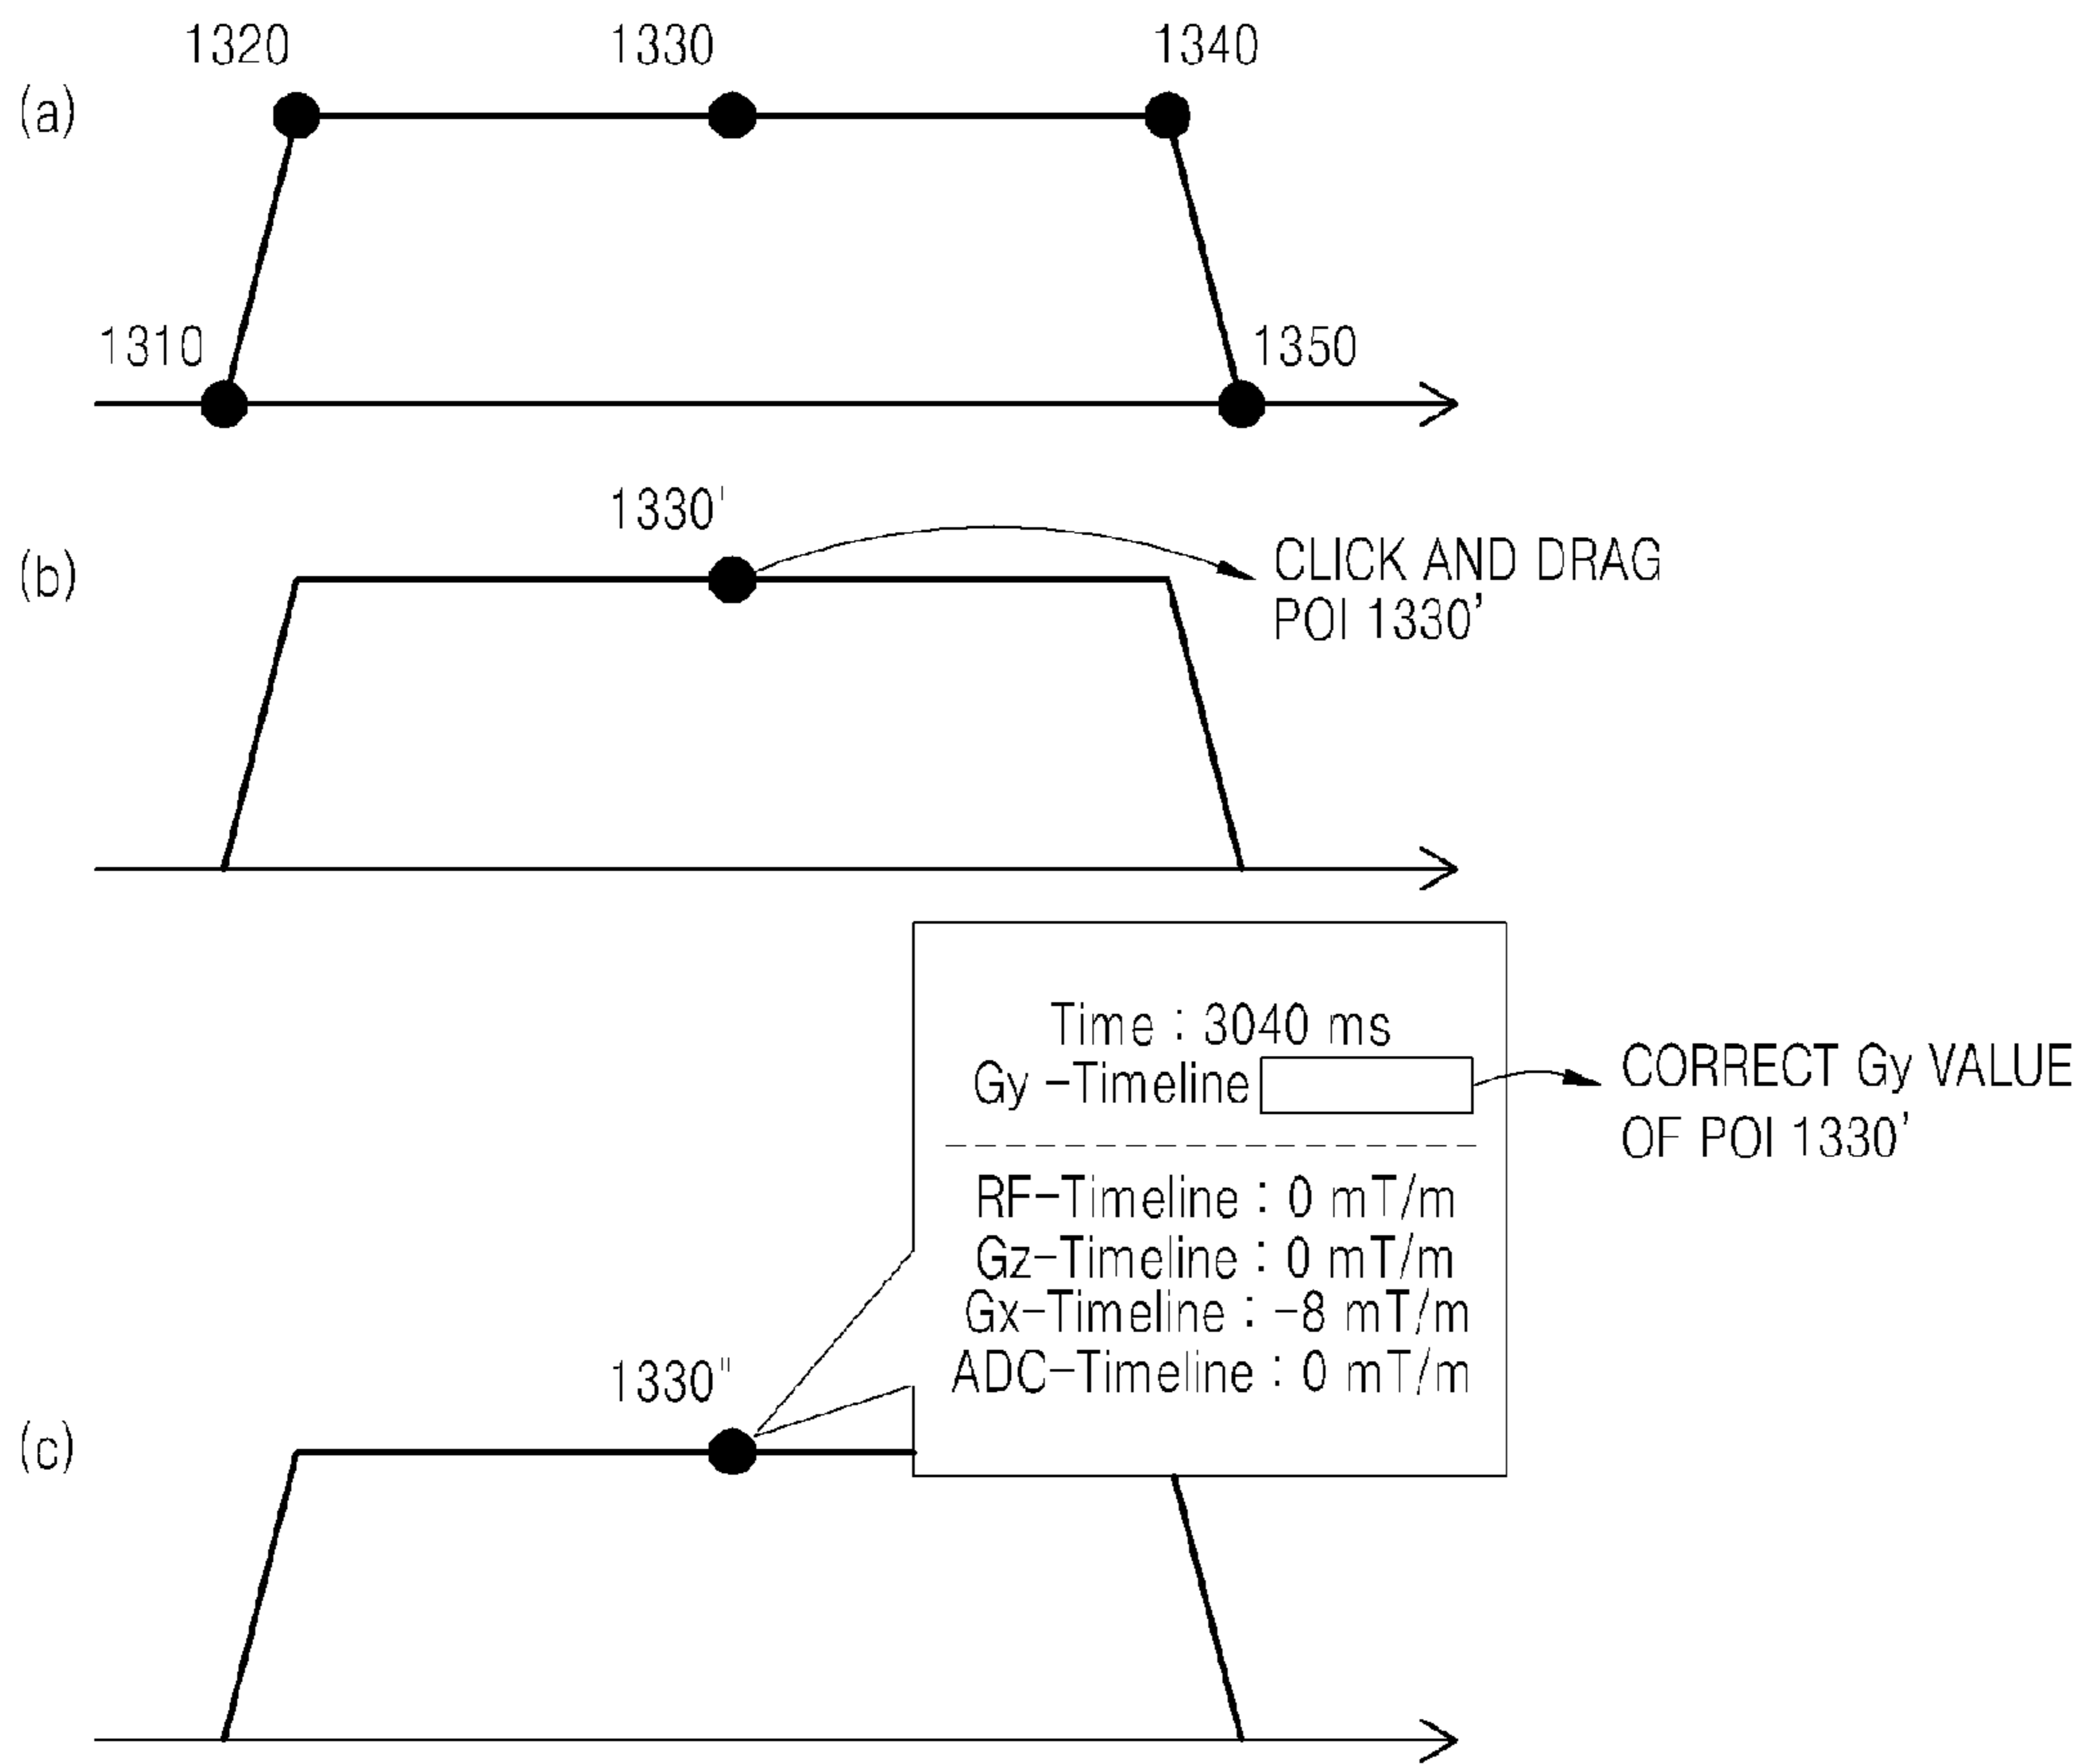 1320
1330
1340
(a)
1310
1350
1330'
(b)
CLICK AND DRAG
POI 1330'
Time : 3040 ms
Gy -Timeline
CORRECT Gy VALUE
OF POI 1330'
RF-Timeline : 0 mT/m
Gz-Timeline : 0 mT/m
Gx-Timeline : -8 mT/m
ADC-Timeline : 0 mT/m
1330"
(c)